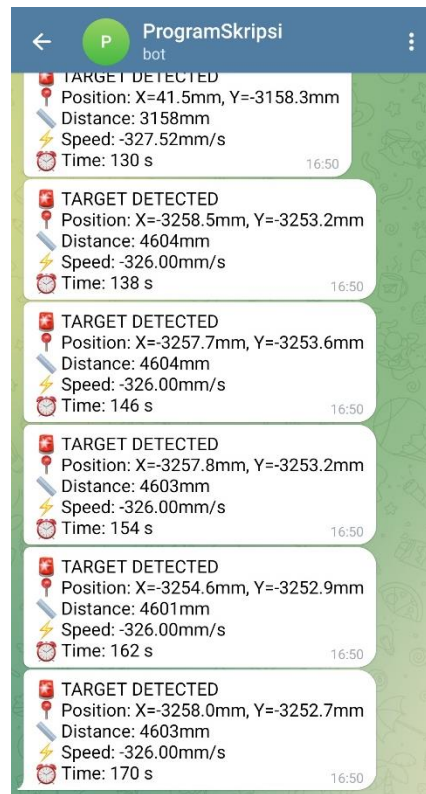 P
ProgramSkripsi
bot
TARGET DETECTED
Position: X=41.5mm, Y=-3158.3mm
Distance: 3158mm
Speed: -327.52mm/s
Time: 130 s
16:50
TARGET DETECTED
Position: X=-3258.5mm, Y=-3253.2mm
Distance: 4604mm
Speed: -326.00mm/s
Time: 138 s
16:50
TARGET DETECTED
Position: X=-3257.7mm, Y=-3253.6mm
Distance: 4604mm
Speed: -326.00mm/s
Time: 146 s
16:50
TARGET DETECTED
Position: X=-3257.8mm, Y=-3253.2mm
Distance: 4603mm
Speed: -326.00mm/s
Time: 154 s
16:50
TARGET DETECTED
Position: X=-3254.6mm, Y=-3252.9mm
Distance: 4601mm
Speed: -326.00mm/s
Time: 162 s
16:50
TARGET DETECTED
Position: X=-3258.0mm, Y=-3252.7mm
Distance: 4603mm
Speed: -326.00mm/s
Time: 170 s
16:50